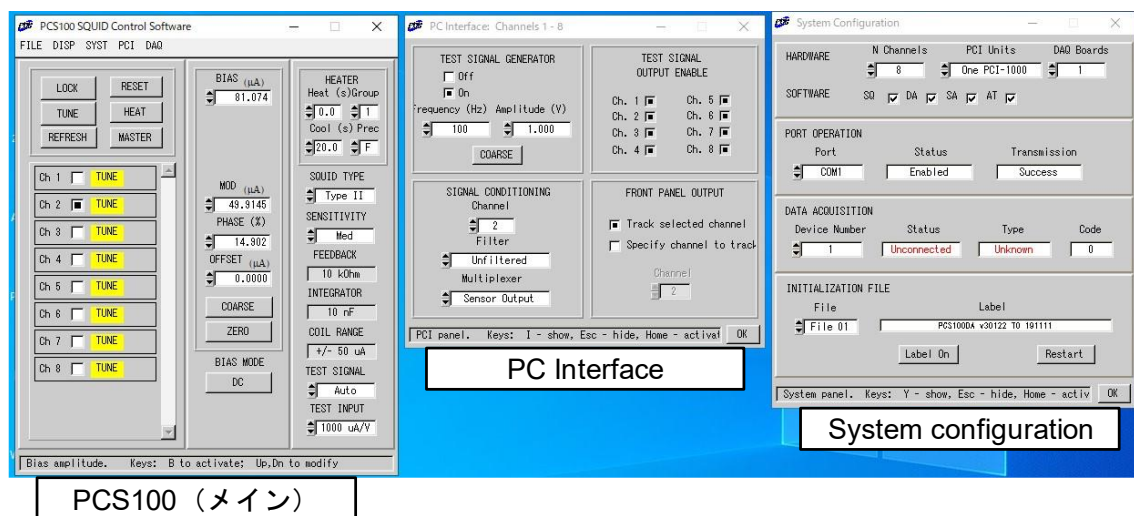 PCS100 SQUID Control Software
FILE DISP SYST PCI DAQ
LOCK RESET
TUNE HEAT
REFRESH MASTER
Ch 1 TUNE
Ch 2 TUNE
Ch 3 TUNE
Ch 4 TUNE
Ch 5 TUNE
Ch 6 TUNE
Ch 7 TUNE
Ch 8 TUNE
BIAS (μA)
81.074
MOD (μA)
49.9145
PHASE (%)
14.902
OFFSET (μA)
0.0000
COARSE
ZERO
BIAS MODE
DC
HEATER
Heat (s)Group
0.0 1
Cool (s) Prec
20.0 F
SQUID TYPE
Type II
SENSITIVITY
Med
FEEDBACK
10 kOhm
INTEGRATOR
10 nF
COIL RANGE
+/- 50 uA
TEST SIGNAL
Auto
TEST INPUT
1000 uA/V
Bias amplitude. Keys: B to activate; Up,Dn to modify
PCS100（メイン）
PC Interface: Channels 1 - 8
TEST SIGNAL GENERATOR
Off
On
Frequency (Hz) Amplitude (V)
100 1.000
COARSE
TEST SIGNAL
OUTPUT ENABLE
Ch. 1 Ch. 5
Ch. 2 Ch. 6
Ch. 3 Ch. 7
Ch. 4 Ch. 8
SIGNAL CONDITIONING
Channel
2
Filter
Unfiltered
Multiplexer
Sensor Output
FRONT PANEL OUTPUT
Track selected channel
Specify channel to track
Channel
2
PCI panel. Keys: I - show, Esc - hide, Home - activat OK
PC Interface
System Configuration
HARDWARE N Channels PCI Units DAQ Boards
8 One PCI-1000 1
SOFTWARE SQ DA SA AT
PORT OPERATION
Port Status Transmission
COM1 Enabled Success
DATA ACQUISITION
Device Number Status Type Code
1 Unconnected Unknown 0
INITIALIZATION FILE
File Label
File 01 PCS100DA v30122 TO 191111
Label On Restart
System panel. Keys: Y - show, Esc - hide, Home - activ OK
System configuration